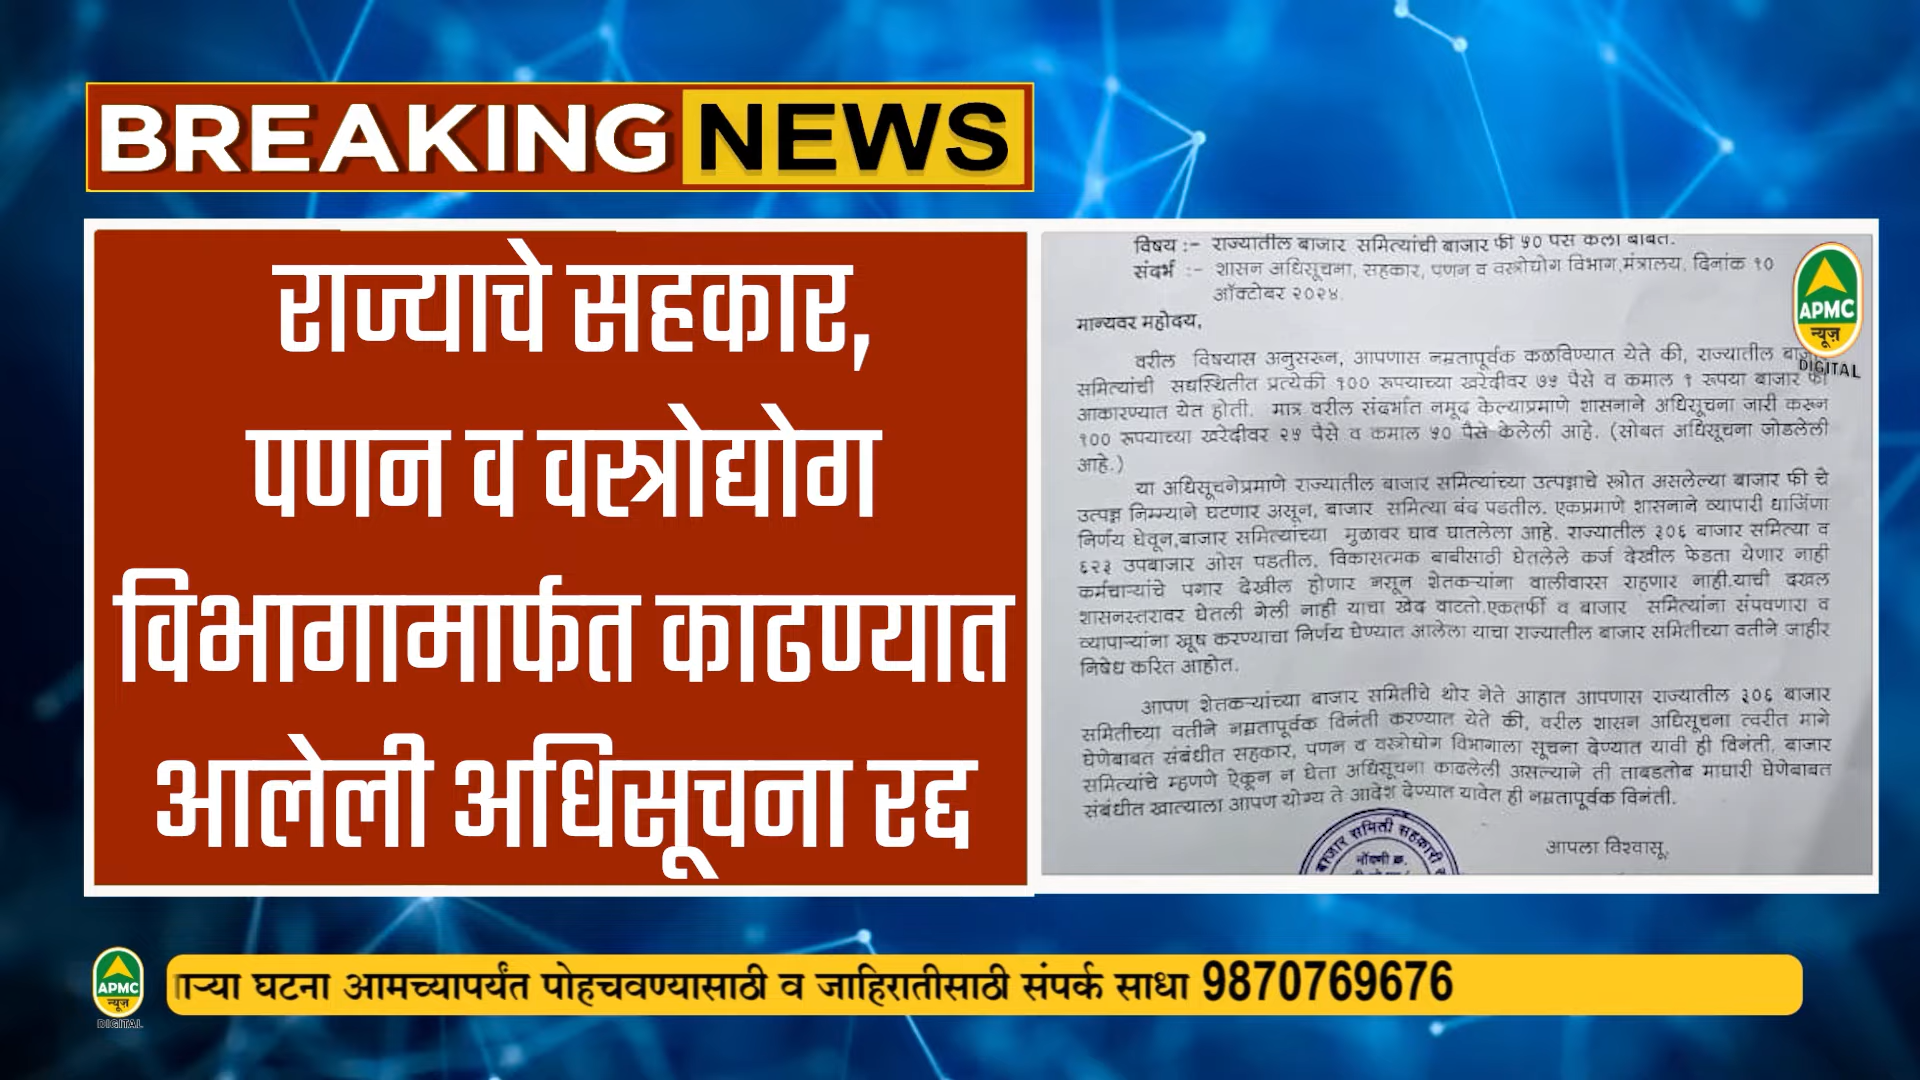 BREAKING NEWS
राज्याचे सहकार,
पणन व वस्त्रोद्योग
विभागामार्फत काढण्यात
आलेली अधिसूचना रद्द
विषय :- राज्यातील बाजार समित्यांची बाजार फी ५० पैसे केली बाबत.
संदर्भ :- शासन अधिसूचना, सहकार, पणन व वस्त्रोद्योग विभाग,मंत्रालय, दिनांक १०
ऑक्टोबर २०२४.
मान्यवर महोदय,
वरील विषयास अनुसरून, आपणास नम्रतापूर्वक कळविण्यात येते की, राज्यातील बाजार
समित्यांची सद्यस्थितीत प्रत्येकी १०० रूपयाच्या खरेदीवर ७५ पैसे व कमाल १ रूपया बाजार फी
आकारण्यात येत होती. मात्र वरील संदर्भात नमूद केल्याप्रमाणे शासनाने अधिसूचना जारी करून
१०० रूपयाच्या खरेदीवर २५ पैसे व कमाल ५० पैसे केलेली आहे. (सोबत अधिसूचना जोडलेली
आहे.)
या अधिसूचनेप्रमाणे राज्यातील बाजार समित्यांच्या उत्पन्नाचे स्त्रोत असलेल्या बाजार फी चे
उत्पन्न निम्म्याने घटणार असून, बाजार समित्या बंद पडतील. एकप्रमाणे शासनाने व्यापारी धार्जिणा
निर्णय घेवून,बाजार समित्यांच्या मुळावर घाव घातलेला आहे. राज्यातील ३०६ बाजार समित्या व
६२३ उपबाजार ओस पडतील, विकासत्मक बाबींसाठी घेतलेले कर्ज देखील फेडता येणार नाही
कर्मचाऱ्यांचे पगार देखील होणार नसून शेतकऱ्यांना वालीवारस राहणार नाही.याची दखल
शासनस्तरावर घेतली गेली नाही याचा खेद वाटतो.एकतर्फी व बाजार समित्यांना संपवणारा व
व्यापाऱ्यांना खूष करण्याचा निर्णय घेण्यात आलेला याचा राज्यातील बाजार समितीच्या वतीने जाहीर
निषेध करित आहोत.
आपण शेतकऱ्यांच्या बाजार समितीचे थोर नेते आहात आपणास राज्यातील ३०६ बाजार
समितीच्या वतीने नम्रतापूर्वक विनंती करण्यात येते की, वरील शासन अधिसूचना त्वरीत मागे
घेणेबाबत संबंधीत सहकार, पणन व वस्त्रोद्योग विभागाला सूचना देण्यात यावी ही विनंती. बाजार
समित्यांचे म्हणणे ऐकून न घेता अधिसूचना काढलेली असल्याने ती ताबडतोब माघारी घेणेबाबत
संबंधीत खात्याला आपण योग्य ते आदेश देण्यात यावेत ही नम्रतापूर्वक विनंती.
आपला विश्वासू,
बाजार समिती सहकारी
नोंदणी क्र.
APMC
न्यूज़
DIGITAL
APMC
न्यूज़
DIGITAL
ाऱ्या घटना आमच्यापर्यंत पोहचवण्यासाठी व जाहिरातीसाठी संपर्क साधा 9870769676